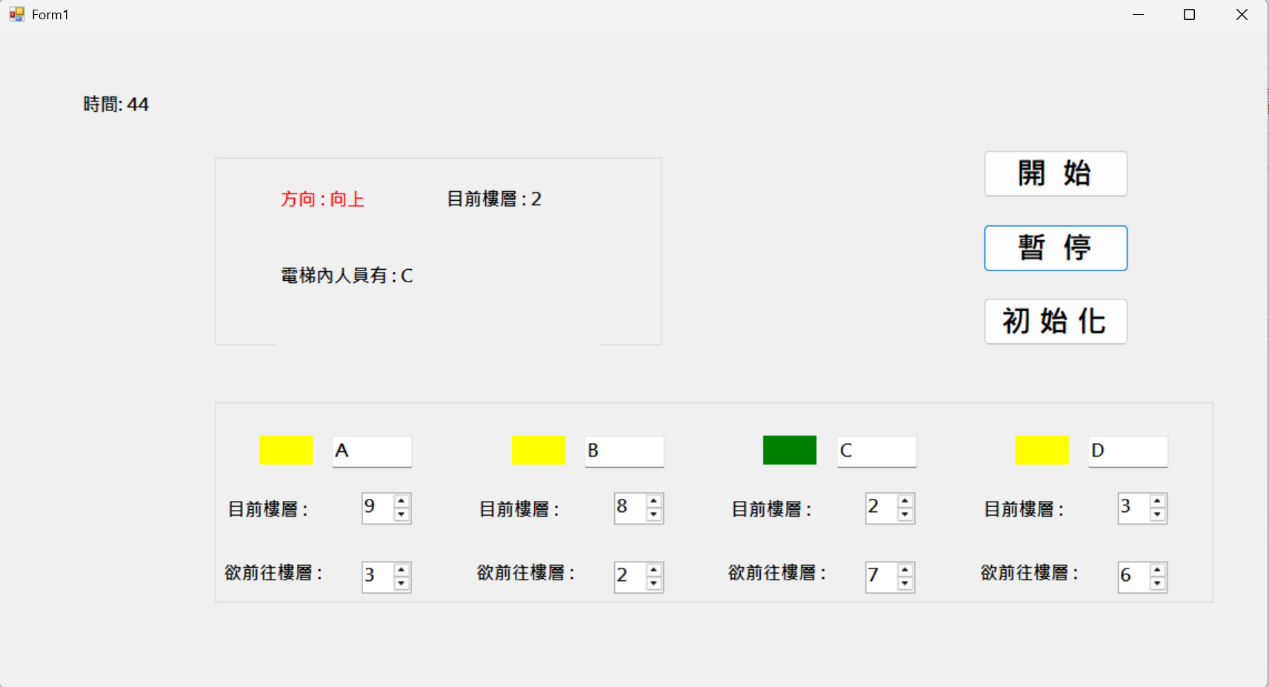 Form1
時間: 44
開 始
方向 : 向上 目前樓層 : 2
暫 停
電梯內人員有 : C
初 始 化
A B C D
目前樓層 : 9 目前樓層 : 8 目前樓層 : 2 目前樓層 : 3
欲前往樓層 : 3 欲前往樓層 : 2 欲前往樓層 : 7 欲前往樓層 : 6